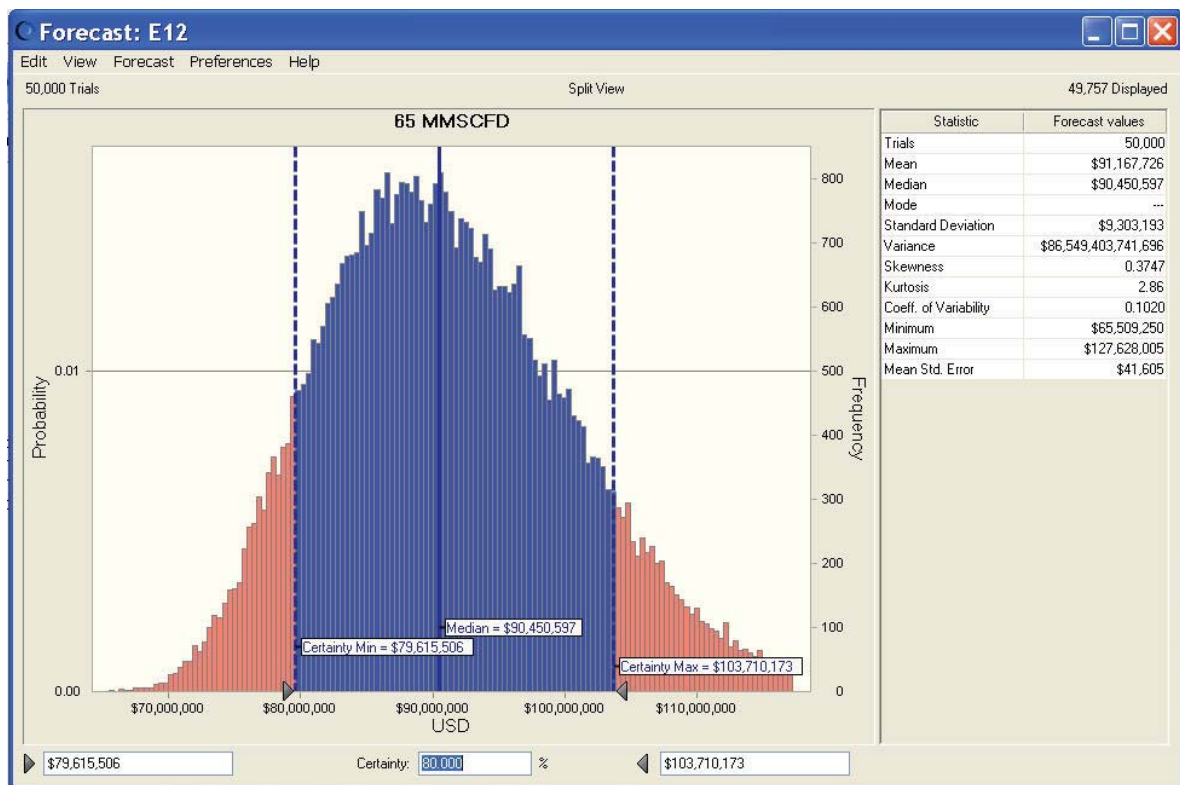 Forecast: E12
Edit View Forecast Preferences Help
50,000 Trials
Split View
49,757 Displayed
65 MMSCFD
Probability
0.01
0.00
800
700
600
500
400
300
200
100
0
Frequency
Median = $90,450,597
Certainty Min = $79,615,506
Certainty Max = $103,710,173
$70,000,000 $80,000,000 $90,000,000 $100,000,000 $110,000,000
USD
Statistic Forecast values
Trials 50,000
Mean $91,167,726
Median $90,450,597
Mode ---
Standard Deviation $9,303,193
Variance $86,549,403,741,696
Skewness 0.3747
Kurtosis 2.86
Coeff. of Variability 0.1020
Minimum $65,509,250
Maximum $127,628,005
Mean Std. Error $41,605
$79,615,506 Certainty: 80.000 % $103,710,173